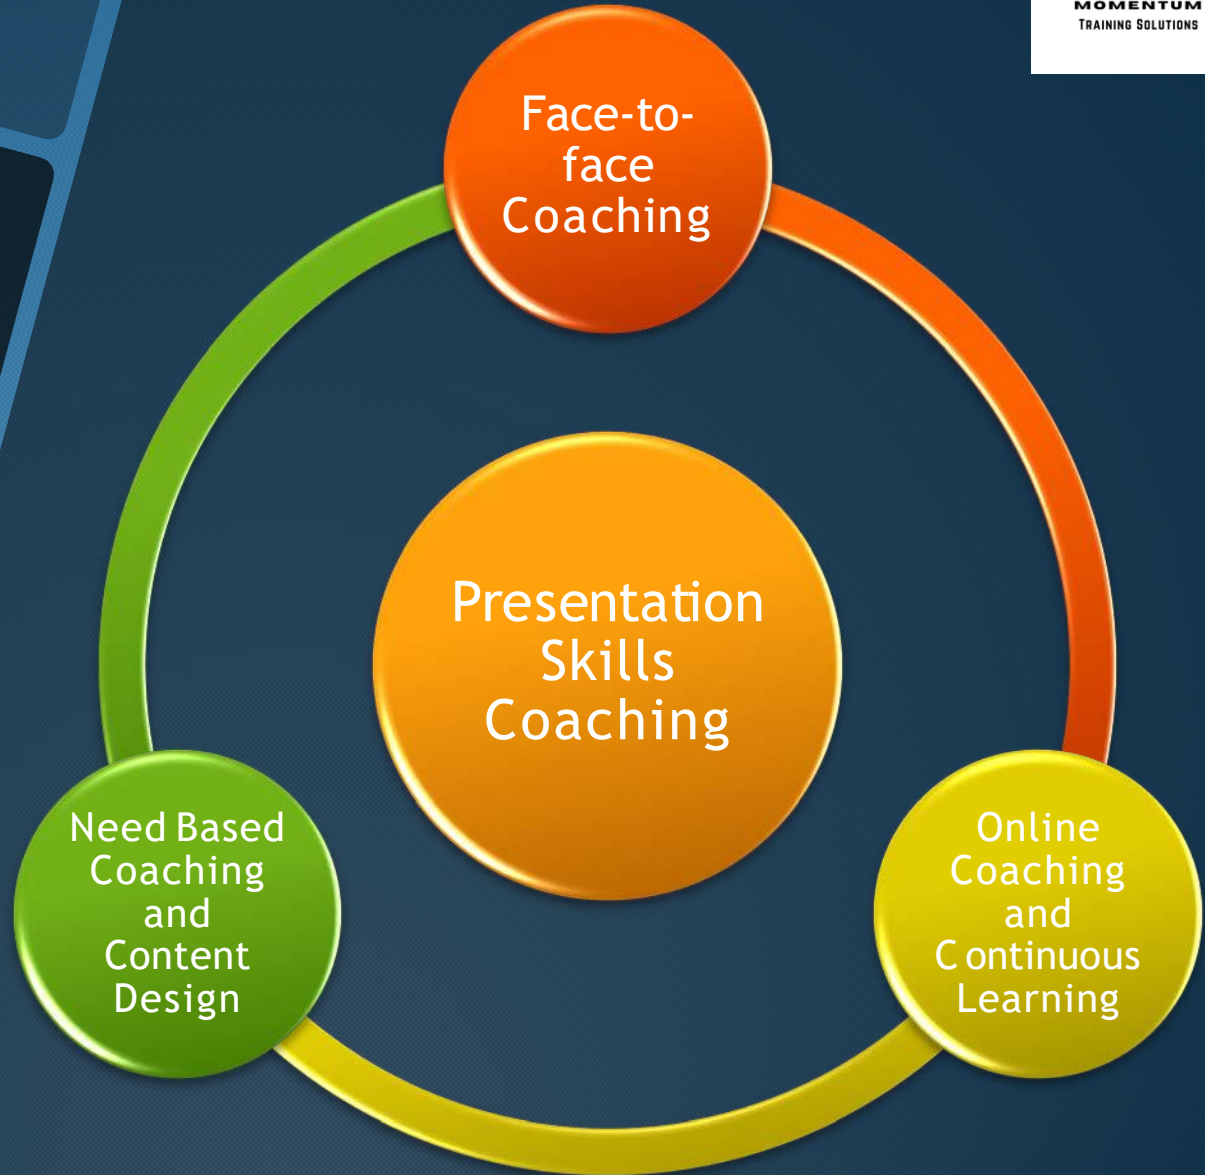 MOMENTUM
TRAINING SOLUTIONS
Face-to-
face
Coaching
Presentation
Skills
Coaching
Need Based
Coaching
and
Content
Design
Online
Coaching
and
Continuous
Learning